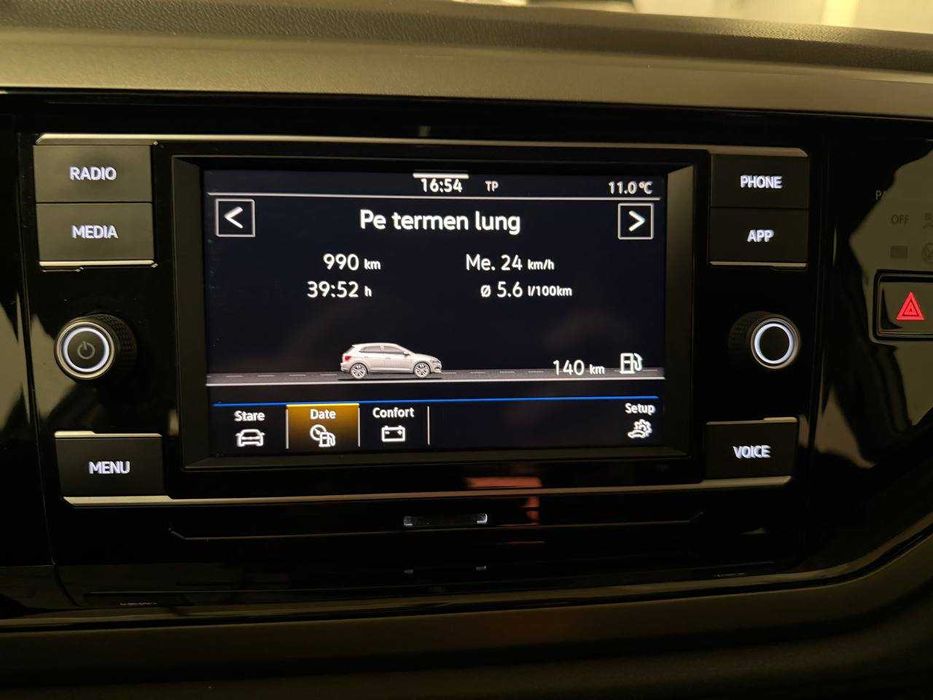 RADIO
MEDIA
MENU
16:54 TP 11.0°C
<
Pe termen lung
>
990 km Me. 24 km/h
39:52 h Ø 5.6 l/100km
140 km
Stare Date Confort Setup
PHONE
APP
VOICE
OFF